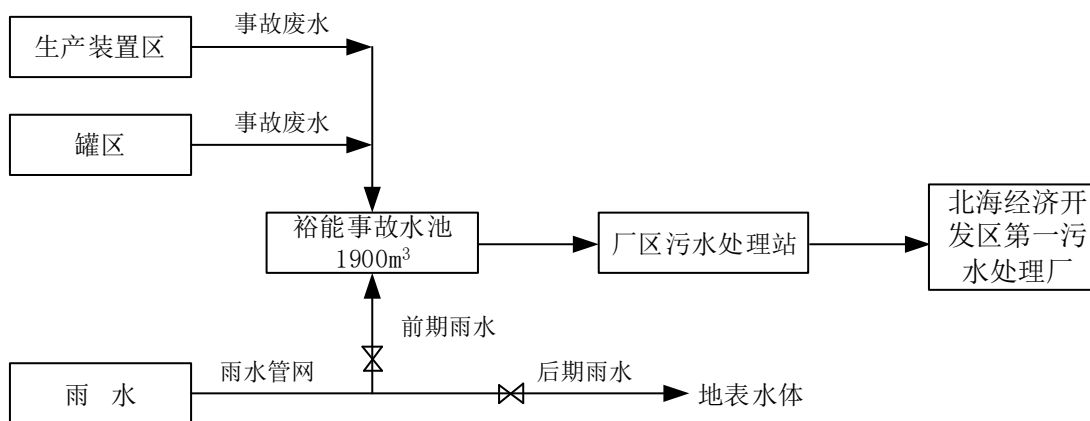 事故废水
生产装置区
事故废水
罐区
裕能事故水池
1900m³
厂区污水处理站
北海经济开
发区第一污
水处理厂
前期雨水
雨 水
雨水管网
后期雨水
地表水体